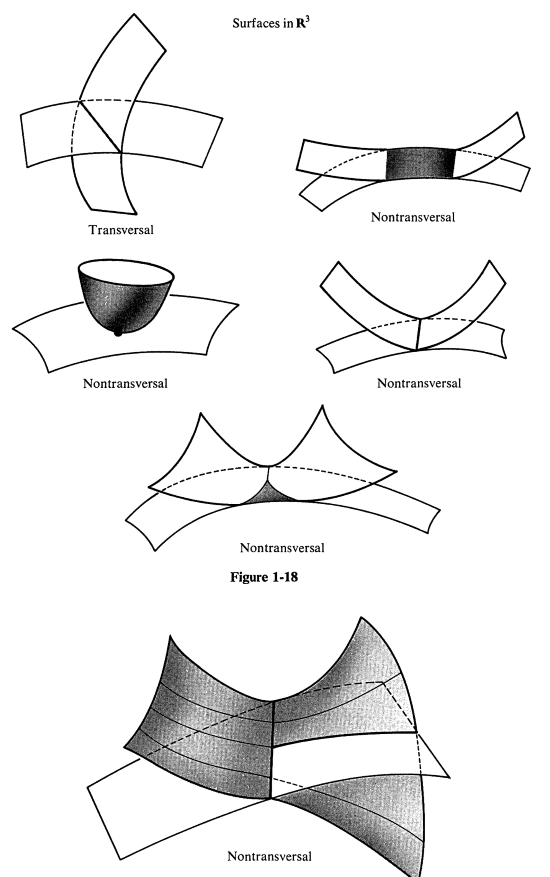 Surfaces in R³
Transversal
Nontransversal
Nontransversal
Nontransversal
Nontransversal
Figure 1-18
Nontransversal